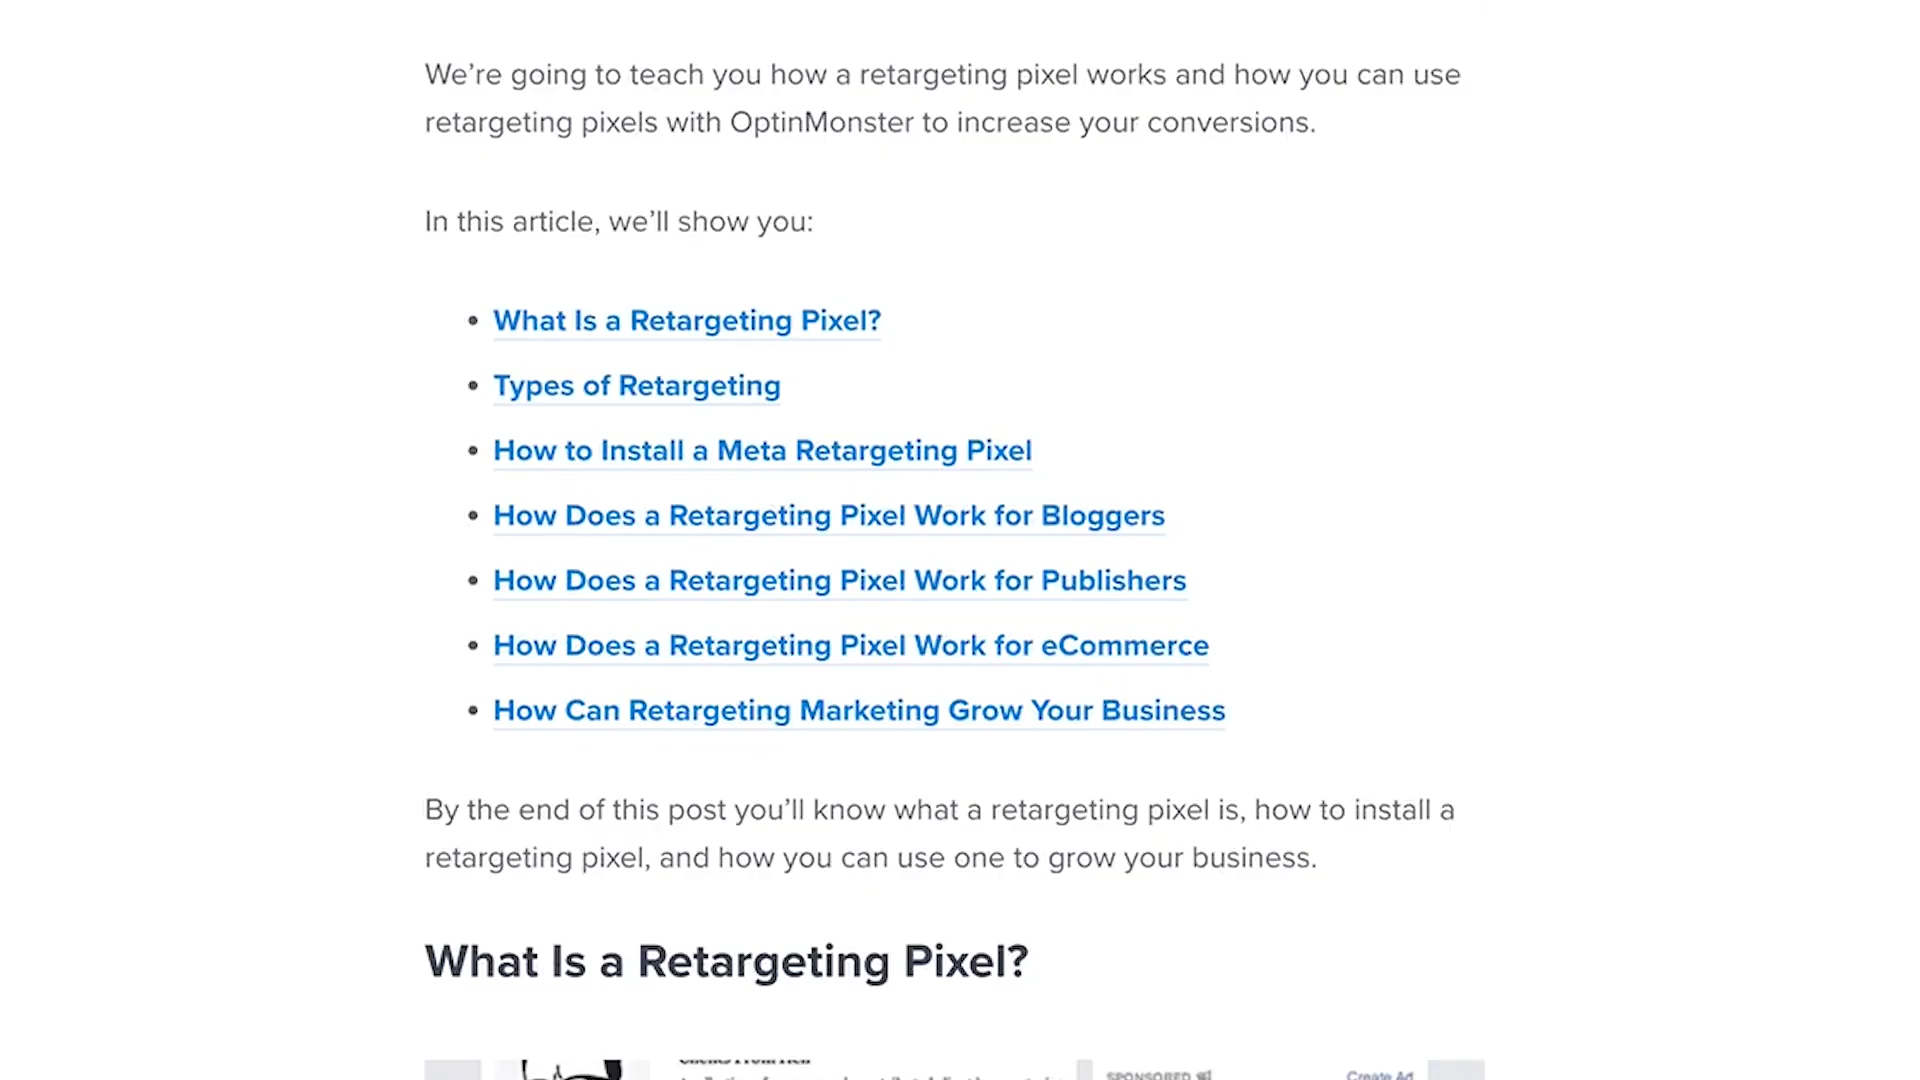 We're going to teach you how a retargeting pixel works and how you can use
retargeting pixels with OptinMonster to increase your conversions.
In this article, we'll show you:
• What Is a Retargeting Pixel?
• Types of Retargeting
• How to Install a Meta Retargeting Pixel
• How Does a Retargeting Pixel Work for Bloggers
• How Does a Retargeting Pixel Work for Publishers
• How Does a Retargeting Pixel Work for eCommerce
• How Can Retargeting Marketing Grow Your Business
By the end of this post you'll know what a retargeting pixel is, how to install a
retargeting pixel, and how you can use one to grow your business.
What Is a Retargeting Pixel?
SPONSORED Create Ad